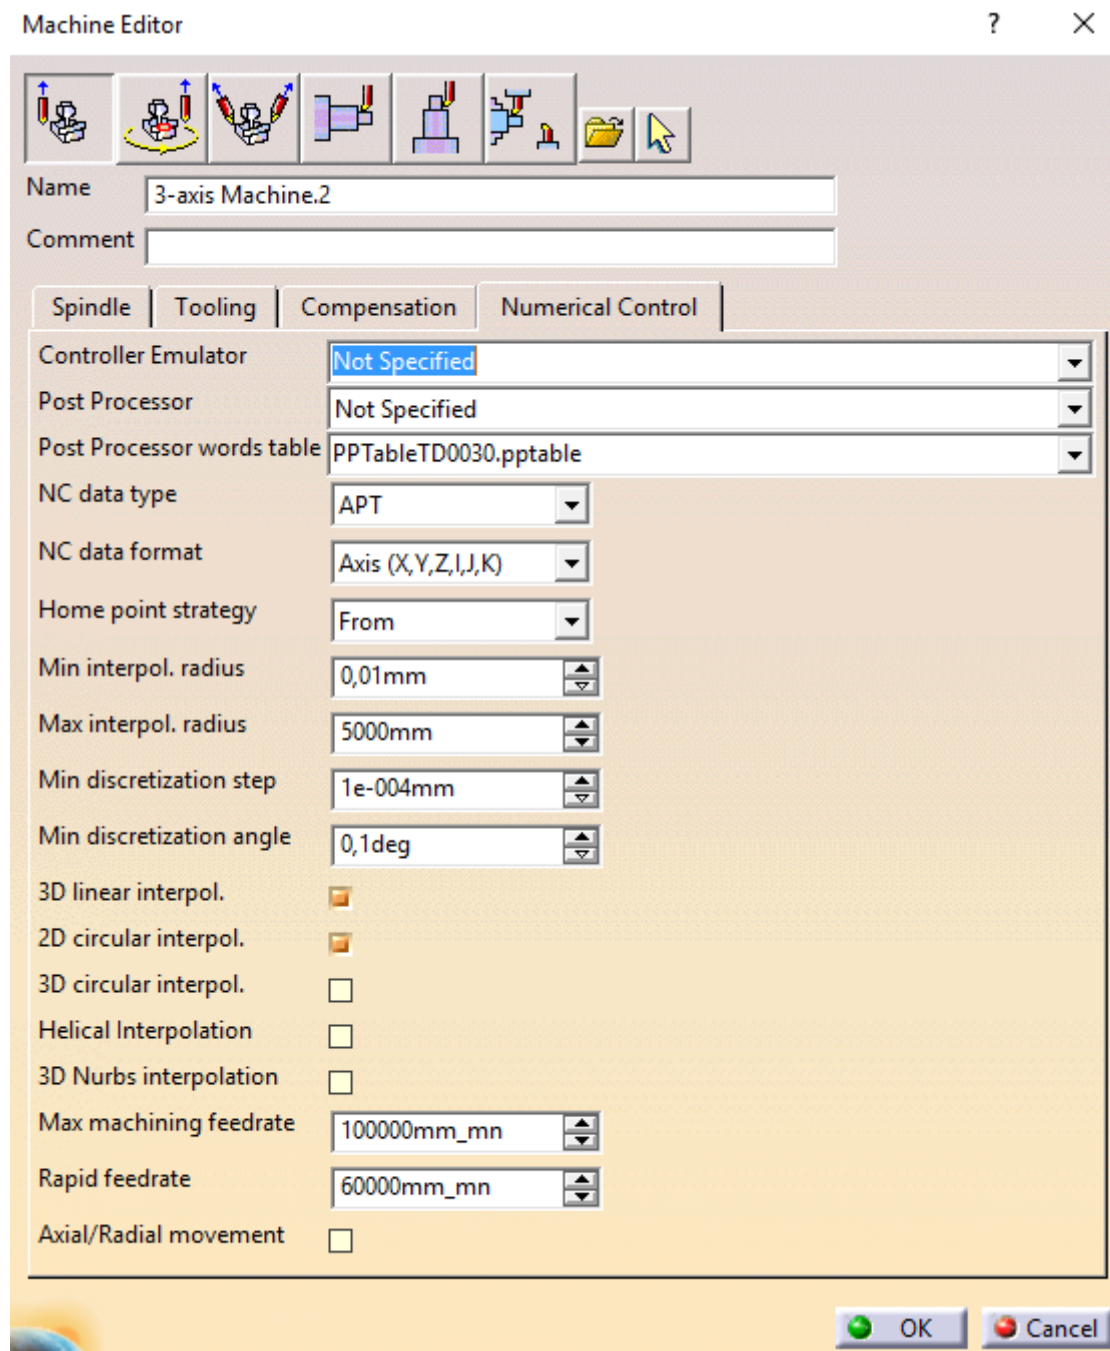 Machine Editor ?
Name 3-axis Machine.2
Comment
Spindle Tooling Compensation Numerical Control
Controller Emulator Not Specified
Post Processor Not Specified
Post Processor words table PPTableTD0030.pptable
NC data type APT
NC data format Axis (X,Y,Z,I,J,K)
Home point strategy From
Min interpol. radius 0,01mm
Max interpol. radius 5000mm
Min discretization step 1e-004mm
Min discretization angle 0,1deg
3D linear interpol.
2D circular interpol.
3D circular interpol.
Helical Interpolation
3D Nurbs interpolation
Max machining feedrate 100000mm_mn
Rapid feedrate 60000mm_mn
Axial/Radial movement
OK Cancel